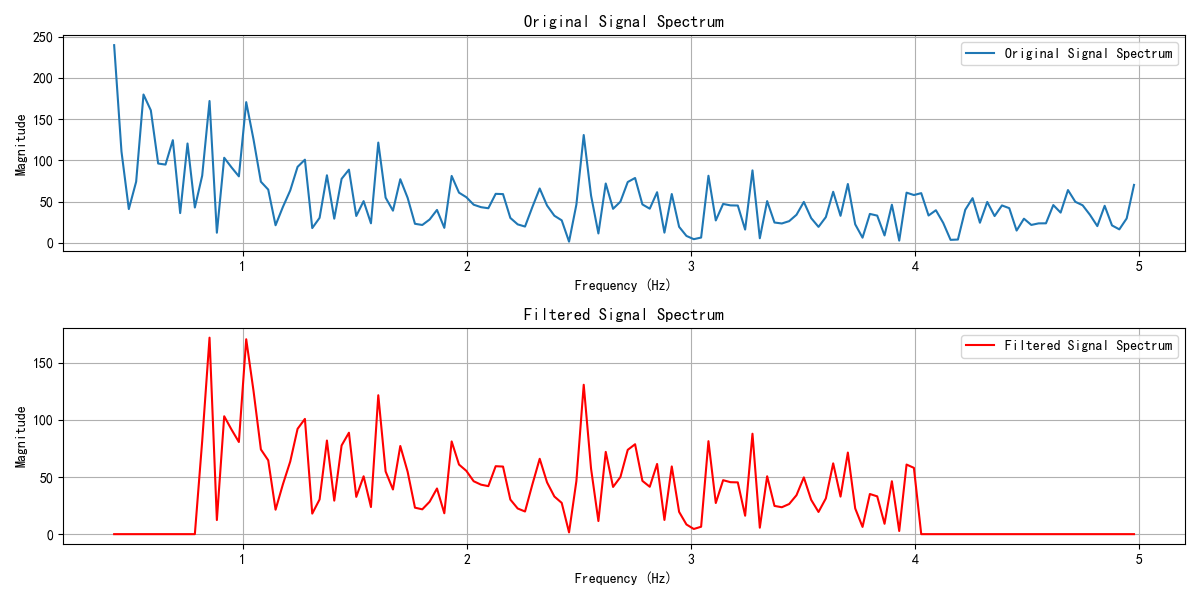 Original Signal Spectrum
250
200
150
100
50
0
Magnitude
Original Signal Spectrum
1 2 3 4 5
Frequency (Hz)
Filtered Signal Spectrum
150
100
50
0
Magnitude
Filtered Signal Spectrum
1 2 3 4 5
Frequency (Hz)